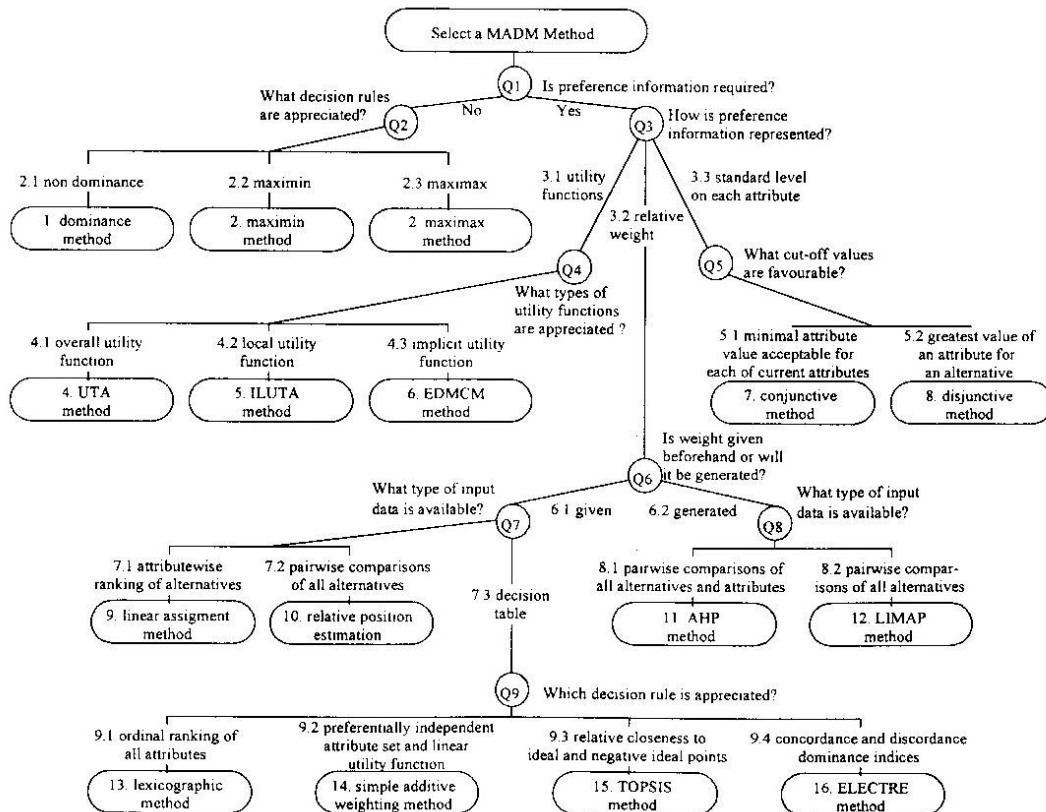 Select a MADM Method
Q1
Is preference information required?
What decision rules
are appreciated?
Q2
No
Yes
Q3
How is preference
information represented?
2.1 non dominance
2.2 maximin
2.3 maximax
1. dominance
method
2. maximin
method
2 maximax
method
3.1 utility
functions
3.2 relative
weight
3.3 standard level
on each attribute
Q4
What types of
utility functions
are appreciated ?
Q5
What cut-off values
are favourable?
4.1 overall utility
function
4.2 local utility
function
4.3 implicit utility
function
4. UTA
method
5. ILUTA
method
6. EDMCM
method
5.1 minimal attribute
value acceptable for
each of current attributes
5.2 greatest value of
an attribute for
an alternative
7. conjunctive
method
8. disjunctive
method
Is weight given
beforehand or will
it be generated?
Q6
What type of input
data is available?
Q7
6.1 given
6.2 generated
What type of input
data is available?
Q8
7.1 attributewise
ranking of alternatives
7.2 pairwise comparisons
of all alternatives
7.3 decision
table
8.1 pairwise comparisons of
all alternatives and attributes
8.2 pairwise compar-
isons of all alternatives
9. linear assigment
method
10. relative position
estimation
11 AHP
method
12. LIMAP
method
Q9
Which decision rule is appreciated?
9.1 ordinal ranking of
all attributes
9.2 preferentially independent
attribute set and linear
utility function
9.3 relative closeness to
ideal and negative ideal points
9.4 concordance and discordance
dominance indices
13. lexicographic
method
14. simple additive
weighting method
15. TOPSIS
method
16. ELECTRE
method